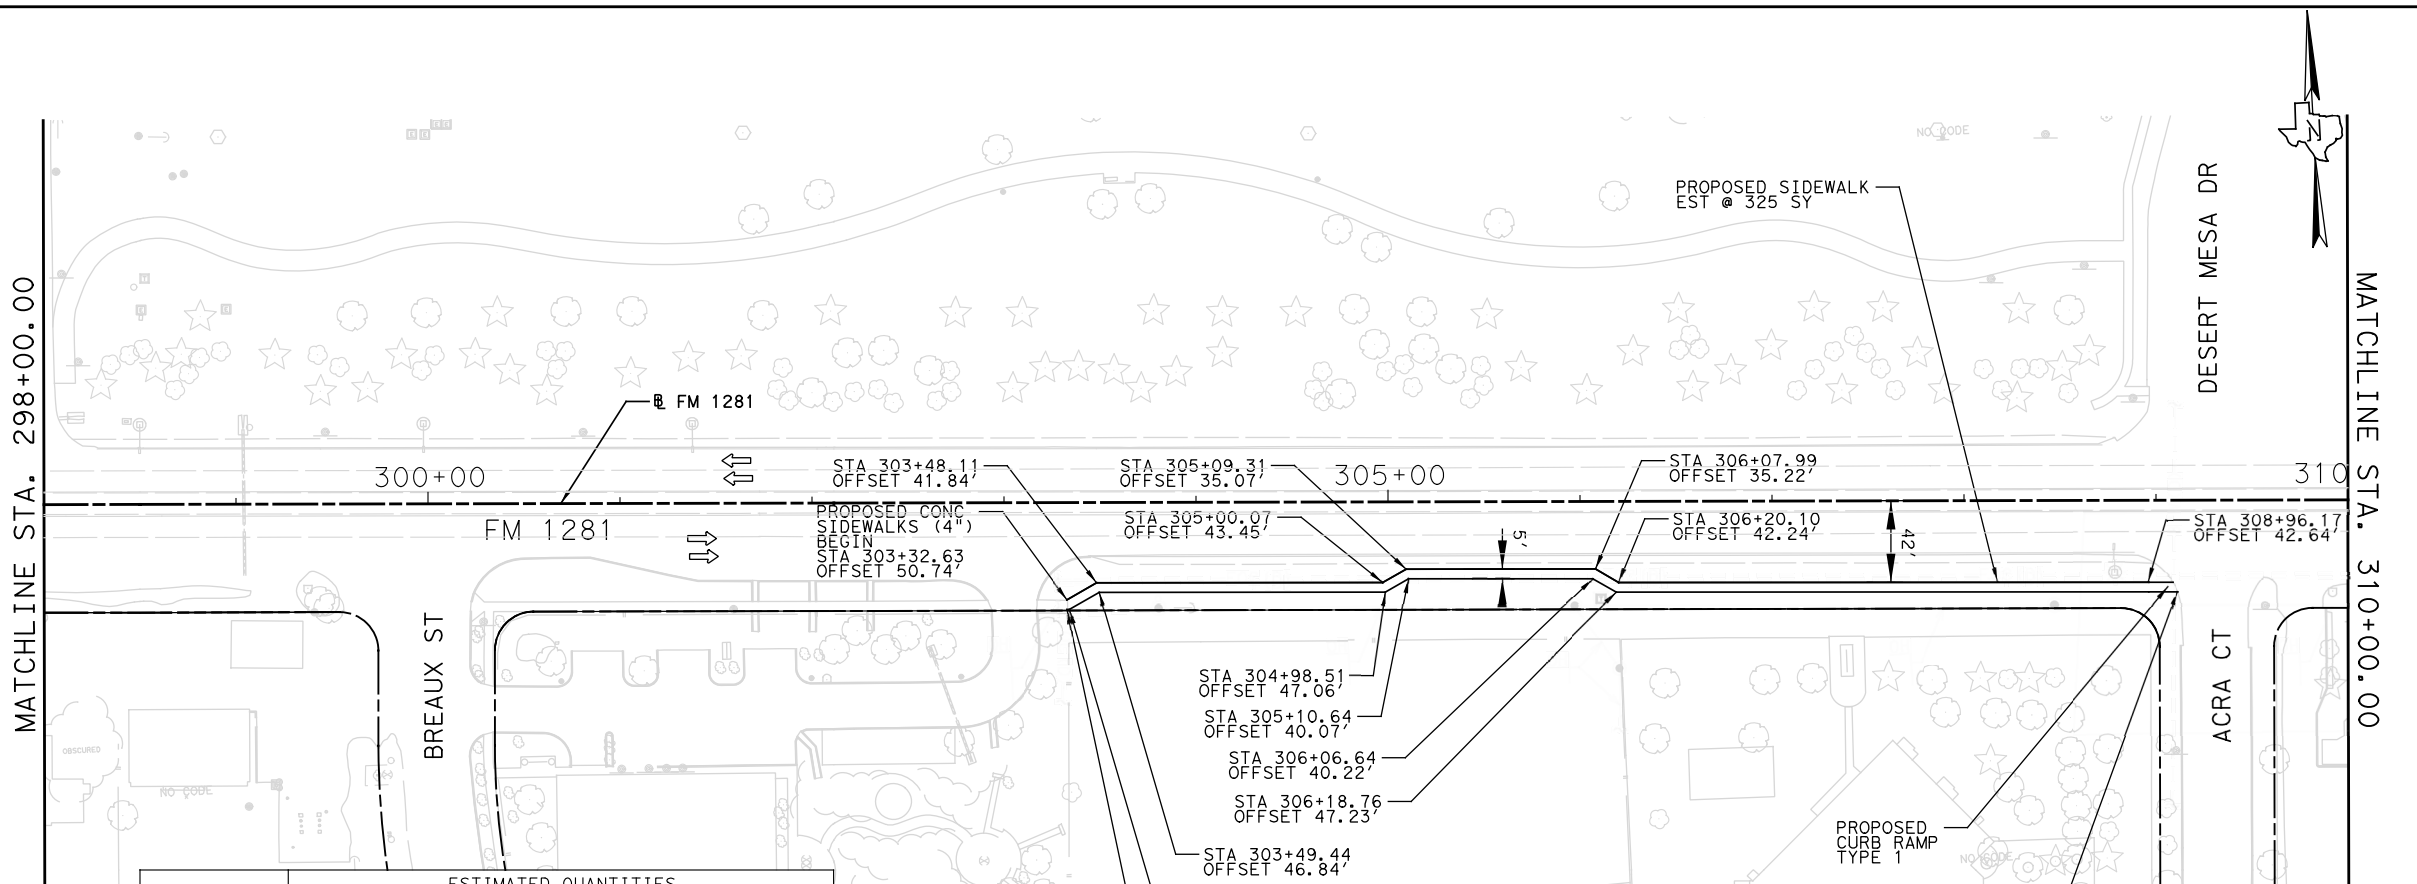 NO CODE
PROPOSED SIDEWALK
EST @ 325 SY
N
DESERT MESA DR
MATCHLINE STA. 298+00.00
MATCHLINE STA. 310+00.00
℄ FM 1281
300+00
305+00
310
FM 1281
STA 303+48.11
OFFSET 41.84'
STA 305+09.31
OFFSET 35.07'
STA 306+07.99
OFFSET 35.22'
PROPOSED CONC
SIDEWALKS (4")
BEGIN
STA 303+32.63
OFFSET 50.74'
STA 305+00.07
OFFSET 43.45'
5'
STA 306+20.10
OFFSET 42.24'
42'
STA 308+96.17
OFFSET 42.64'
BREAUX ST
ACRA CT
STA 304+98.51
OFFSET 47.06'
STA 305+10.64
OFFSET 40.07'
STA 306+06.64
OFFSET 40.22'
STA 306+18.76
OFFSET 47.23'
STA 303+49.44
OFFSET 46.84'
PROPOSED
CURB RAMP
TYPE 1
OBSCURED
NO CODE
NO CODE
ESTIMATED QUANTITIES